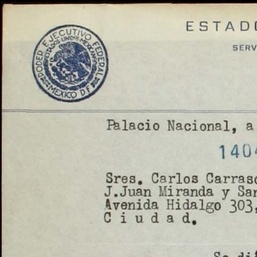 PODER EJECUTIVO FEDERAL
ESTADOS UNIDOS MEXICANOS
MEXICO D F
ESTADO
SERV
Palacio Nacional, a
1404
Sres. Carlos Carrasc
J.Juan Miranda y San
Avenida Hidalgo 303,
C i u d a d.